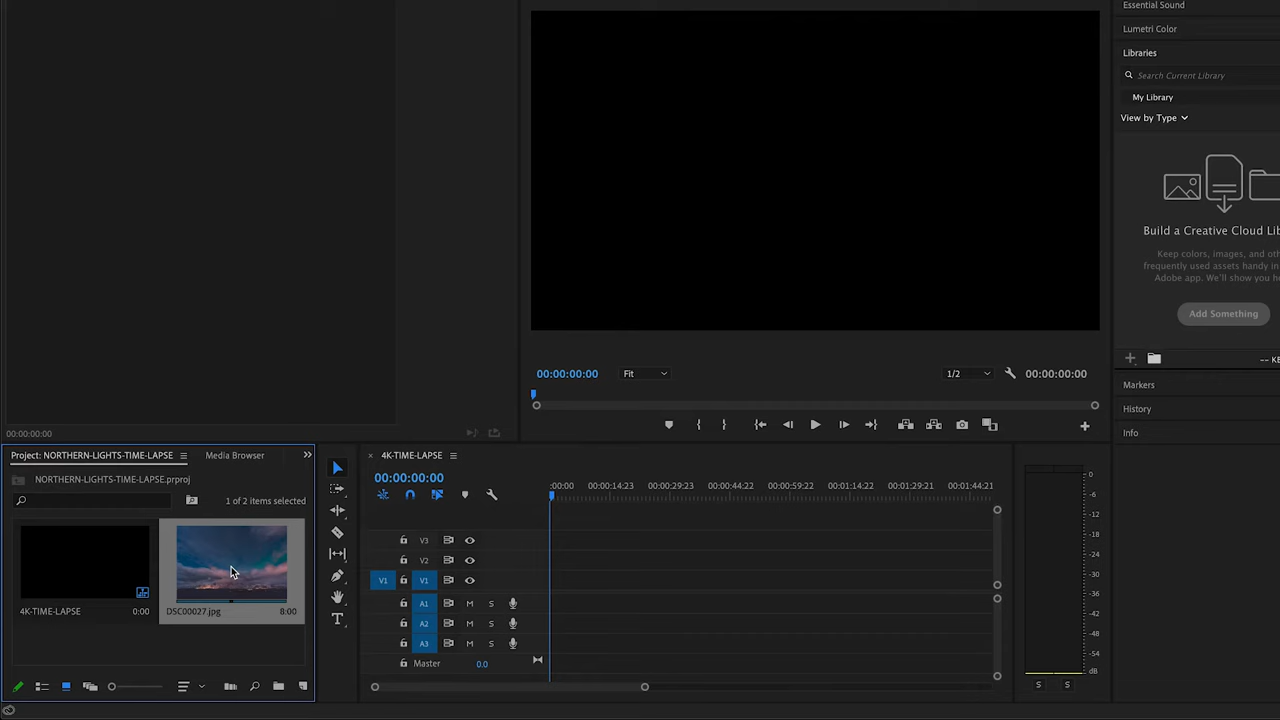 Essential Sound
Lumetri Color
Libraries
Search Current Library
My Library
View by Type
Build a Creative Cloud Lib
Keep colors, images, and oth
frequently used assets handy in
Adobe app. We'll show you he
Add Something
00:00:00:00
Fit
1/2
00:00:00:00
-- KE
Markers
History
Info
00:00:00:00
Project: NORTHERN-LIGHTS-TIME-LAPSE
Media Browser
NORTHERN-LIGHTS-TIME-LAPSE.prproj
1 of 2 items selected
4K-TIME-LAPSE
0:00
DSC00027.jpg
8:00
4K-TIME-LAPSE
00:00:00:00
:00:00
00:00:14:23
00:00:29:23
00:00:44:22
00:00:59:22
00:01:14:22
00:01:29:21
00:01:44:21
V3
V2
V1
V1
A1
M
S
A2
M
S
A3
M
S
Master
0.0
T
0
-6
-12
-18
-24
-30
-36
-42
-48
-54
dB
S
S